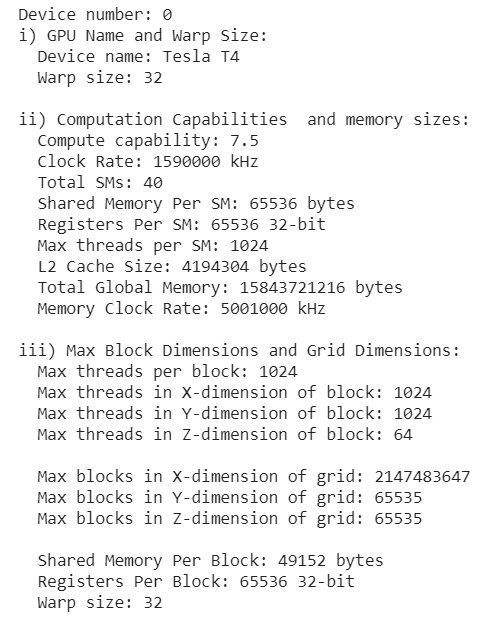 Device number: 0
i) GPU Name and Warp Size:
Device name: Tesla T4
Warp size: 32
ii) Computation Capabilities  and memory sizes:
Compute capability: 7.5
Clock Rate: 1590000 kHz
Total SMs: 40
Shared Memory Per SM: 65536 bytes
Registers Per SM: 65536 32-bit
Max threads per SM: 1024
L2 Cache Size: 4194304 bytes
Total Global Memory: 15843721216 bytes
Memory Clock Rate: 5001000 kHz
iii) Max Block Dimensions and Grid Dimensions:
Max threads per block: 1024
Max threads in X-dimension of block: 1024
Max threads in Y-dimension of block: 1024
Max threads in Z-dimension of block: 64
Max blocks in X-dimension of grid: 2147483647
Max blocks in Y-dimension of grid: 65535
Max blocks in Z-dimension of grid: 65535
Shared Memory Per Block: 49152 bytes
Registers Per Block: 65536 32-bit
Warp size: 32